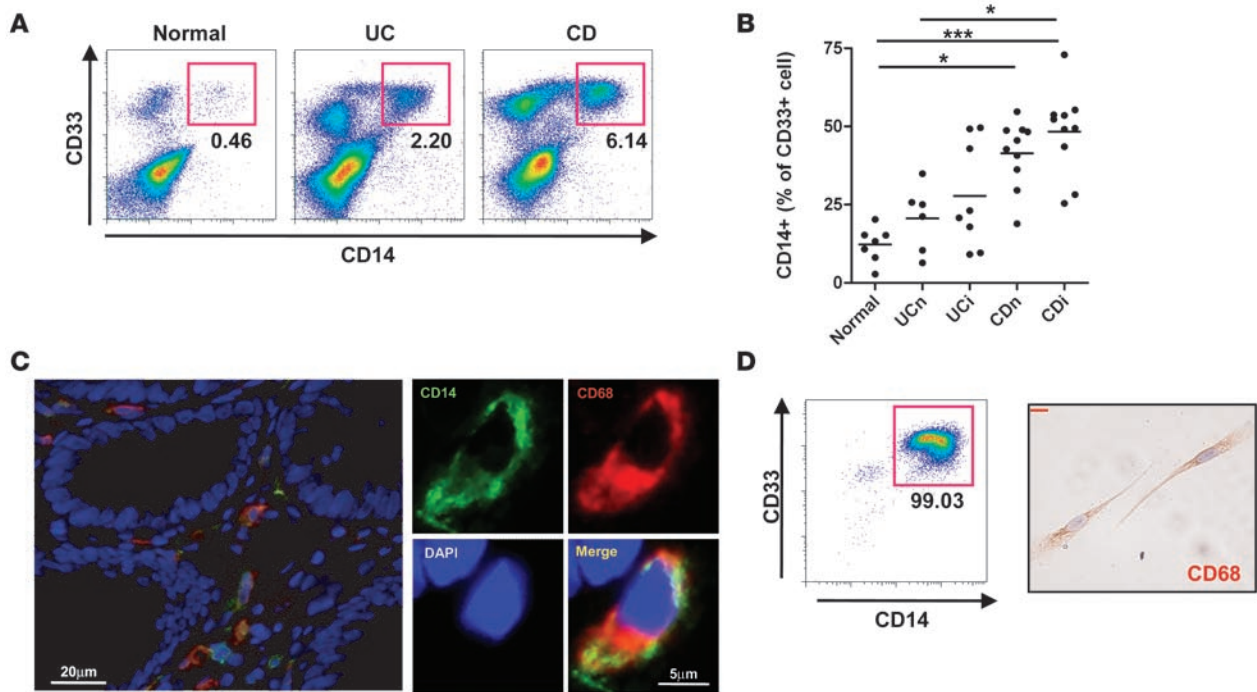 A
Normal
UC
CD
CD33
0.46
2.20
6.14
CD14
B
*
***
*
CD14+ (% of CD33+ cell)
75
50
25
0
Normal
UCn
UCi
CDn
CDi
C
20μm
CD14
CD68
DAPI
Merge
5μm
D
CD33
99.03
CD14
CD68